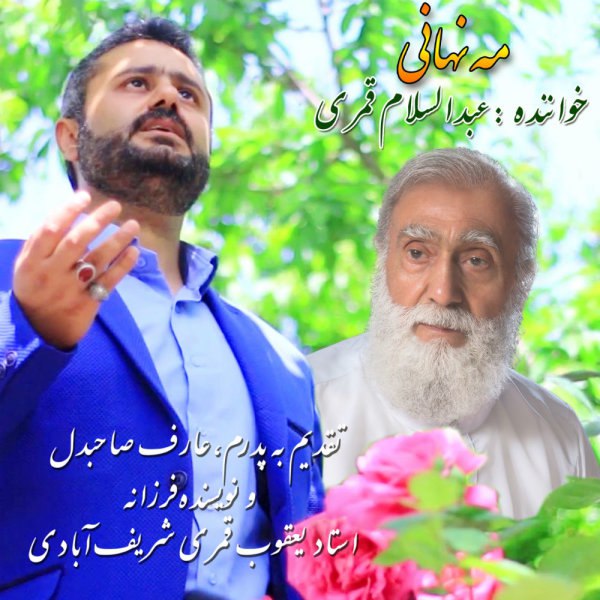 مه نهانی
خواننده : عبدالسلام قمری
تقدیم به پدرم، عارف صاحبدل
و نویسنده فرزانه
استاد یعقوب قمری شریف‌آبادی